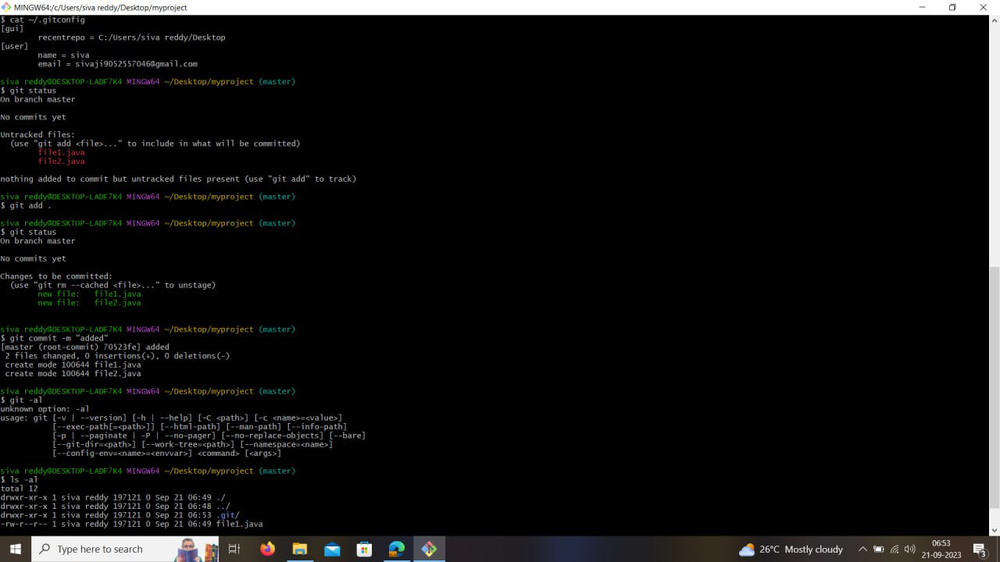 MINGW64:/c/Users/siva reddy/Desktop/myproject
$ cat ~/.gitconfig
[gui]
        recentrepo = C:/Users/siva reddy/Desktop
[user]
        name = siva
        email = sivaji9052557046@gmail.com
siva reddy@DESKTOP-LADF7K4 MINGW64 ~/Desktop/myproject (master)
$ git status
On branch master
No commits yet
Untracked files:
  (use "git add <file>..." to include in what will be committed)
        file1.java
        file2.java
nothing added to commit but untracked files present (use "git add" to track)
siva reddy@DESKTOP-LADF7K4 MINGW64 ~/Desktop/myproject (master)
$ git add .
siva reddy@DESKTOP-LADF7K4 MINGW64 ~/Desktop/myproject (master)
$ git status
On branch master
No commits yet
Changes to be committed:
  (use "git rm --cached <file>..." to unstage)
        new file:   file1.java
        new file:   file2.java
siva reddy@DESKTOP-LADF7K4 MINGW64 ~/Desktop/myproject (master)
$ git commit -m "added"
[master (root-commit) 70523fe] added
 2 files changed, 0 insertions(+), 0 deletions(-)
 create mode 100644 file1.java
 create mode 100644 file2.java
siva reddy@DESKTOP-LADF7K4 MINGW64 ~/Desktop/myproject (master)
$ git -al
unknown option: -al
usage: git [-v | --version] [-h | --help] [-C <path>] [-c <name>=<value>]
           [--exec-path[=<path>]] [--html-path] [--man-path] [--info-path]
           [-p | --paginate | -P | --no-pager] [--no-replace-objects] [--bare]
           [--git-dir=<path>] [--work-tree=<path>] [--namespace=<name>]
           [--config-env=<name>=<envvar>] <command> [<args>]
siva reddy@DESKTOP-LADF7K4 MINGW64 ~/Desktop/myproject (master)
$ ls -al
total 12
drwxr-xr-x 1 siva reddy 197121 0 Sep 21 06:49 ./
drwxr-xr-x 1 siva reddy 197121 0 Sep 21 06:48 ../
drwxr-xr-x 1 siva reddy 197121 0 Sep 21 06:53 .git/
-rw-r--r-- 1 siva reddy 197121 0 Sep 21 06:49 file1.java
Type here to search
26°C Mostly cloudy
06:53
21-09-2023
3